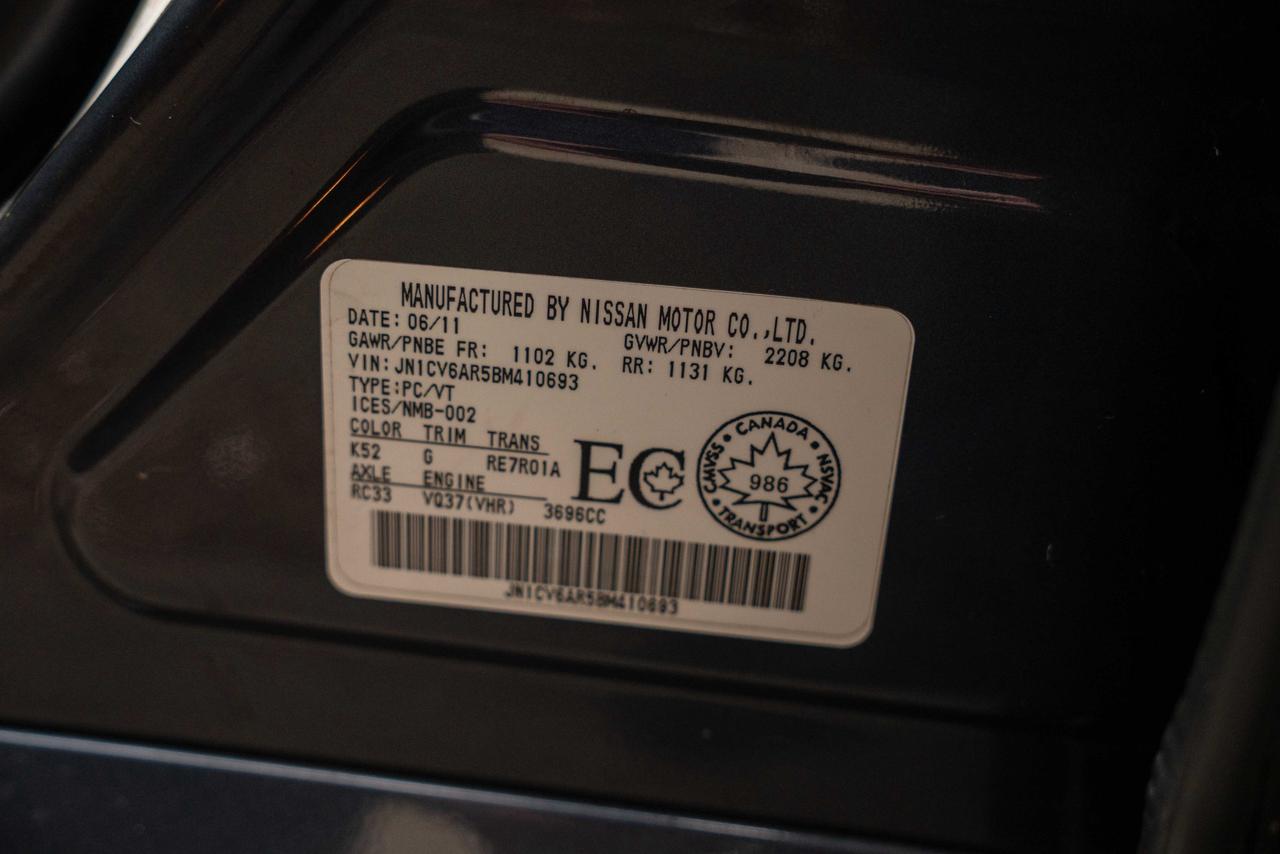 MANUFACTURED BY NISSAN MOTOR CO.,LTD.
DATE: 06/11 GVWR/PNBV: 2208 KG.
GAWR/PNBE FR: 1102 KG. RR: 1131 KG.
VIN: JN1CV6AR5BM410693
TYPE:PC/VT
ICES/NMB-002
COLOR TRIM TRANS
K52 G RE7R01A
AXLE ENGINE
RC33 VQ37(VHR) 3696CC
EC
CANADA
CMVSS 986 NSVAC
TRANSPORT
JN1CV6AR5BM410693